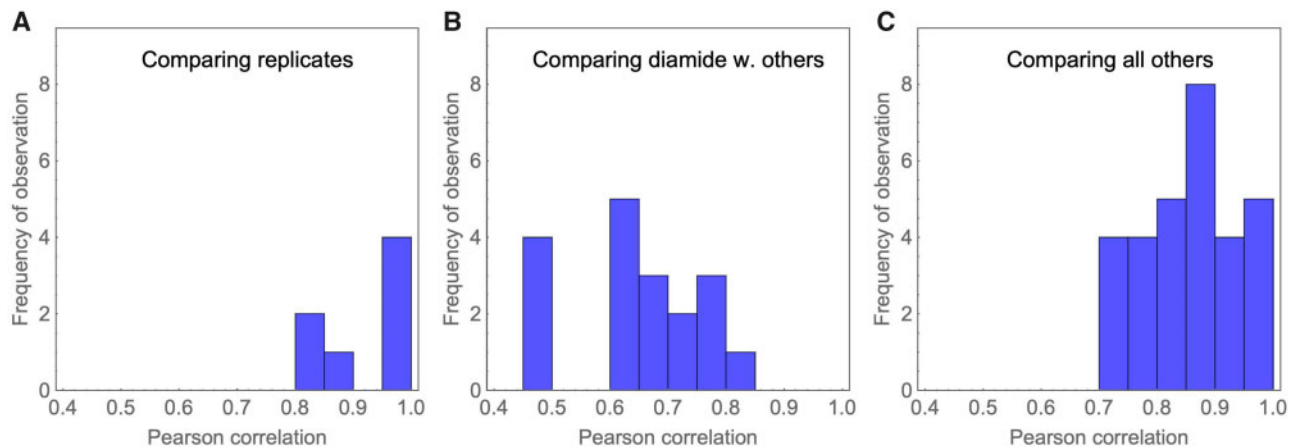 A
Comparing replicates
Frequency of observation
8
6
4
2
0
0.4 0.5 0.6 0.7 0.8 0.9 1.0
Pearson correlation
B
Comparing diamide w. others
Frequency of observation
8
6
4
2
0
0.4 0.5 0.6 0.7 0.8 0.9 1.0
Pearson correlation
C
Comparing all others
Frequency of observation
8
6
4
2
0
0.4 0.5 0.6 0.7 0.8 0.9 1.0
Pearson correlation